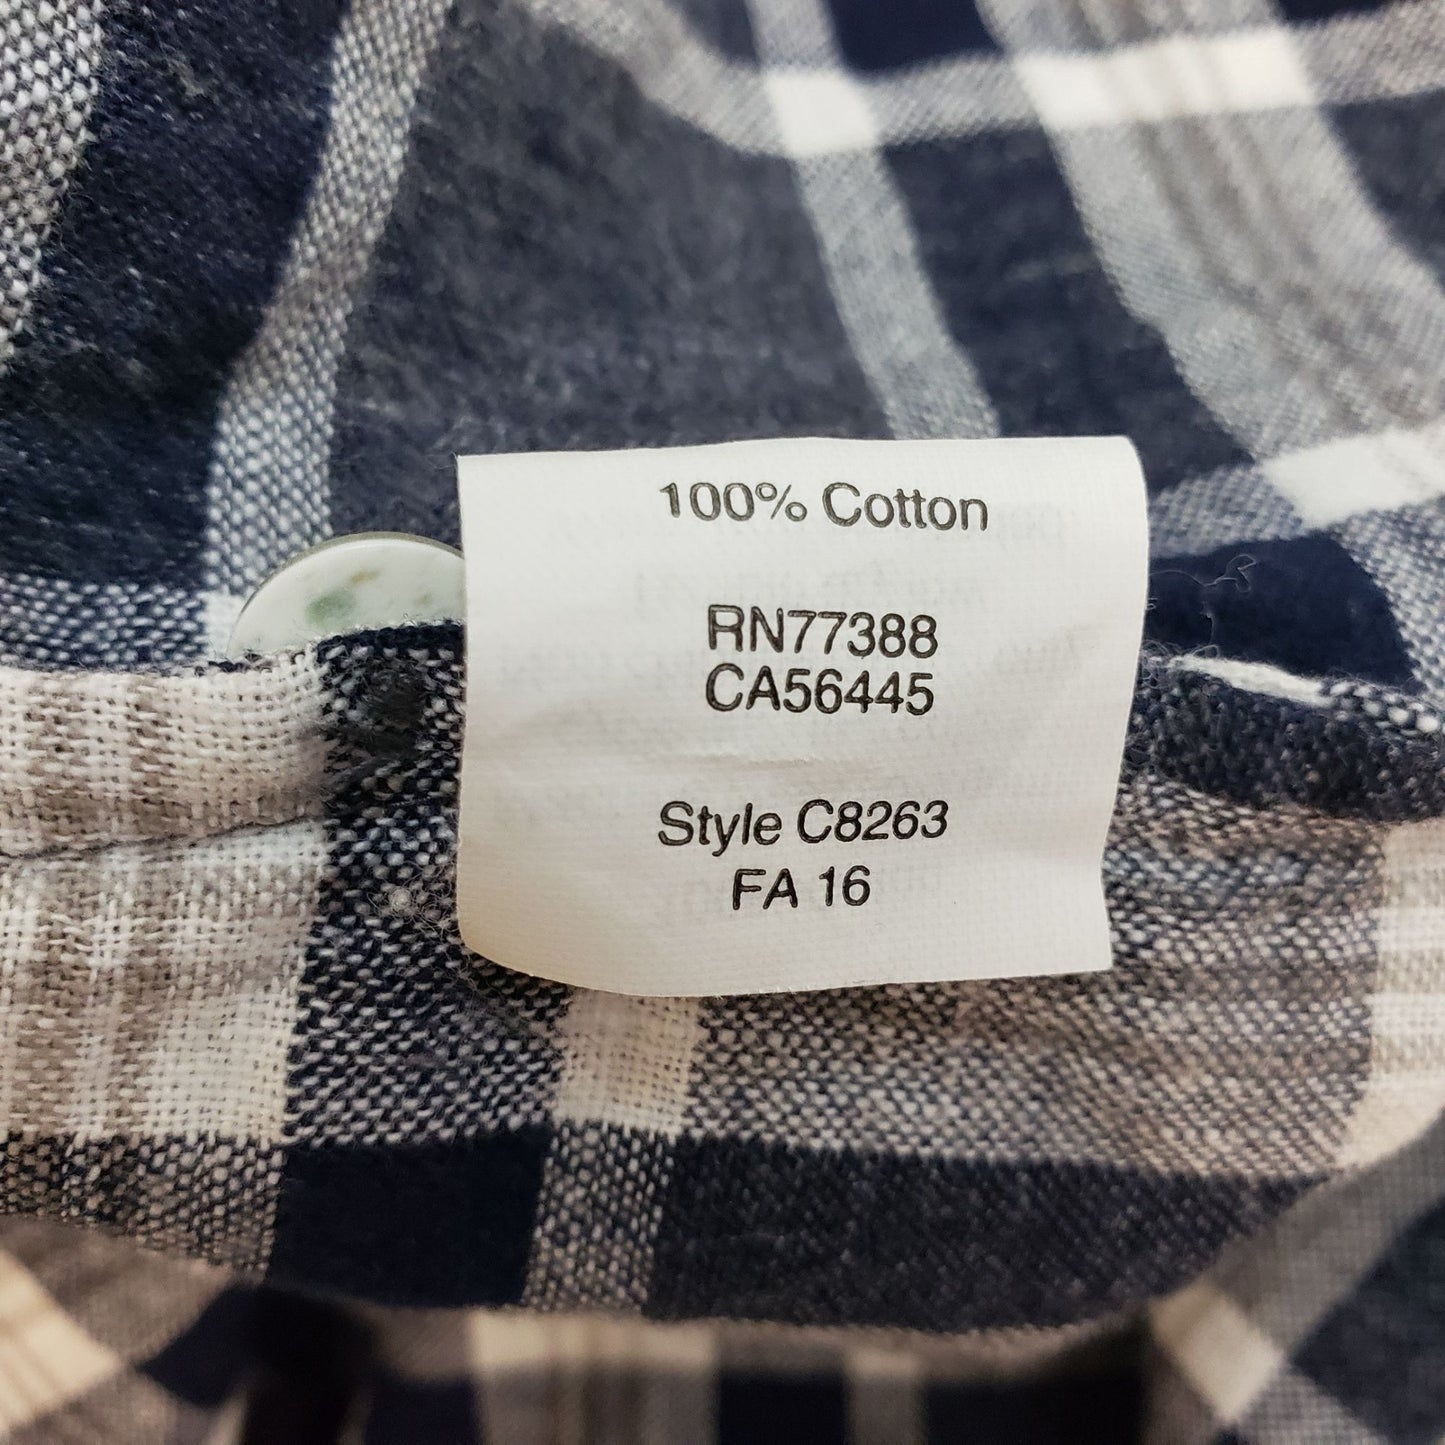 100% Cotton
RN77388
CA56445
Style C8263
FA 16